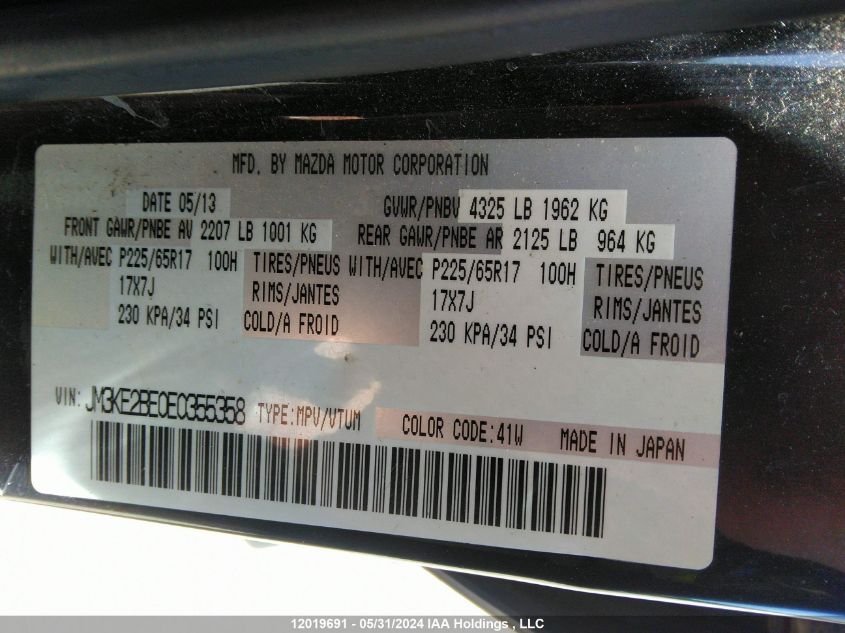 MFD. BY MAZDA MOTOR CORPORATION
DATE 05/13 GVWR/PNBV 4325 LB 1962 KG
FRONT GAWR/PNBE AV 2207 LB 1001 KG REAR GAWR/PNBE AR 2125 LB 964 KG
WITH/AVEC P225/65R17 100H TIRES/PNEUS WITH/AVEC P225/65R17 100H TIRES/PNEUS
17X7J RIMS/JANTES 17X7J RIMS/JANTES
230 KPA/34 PSI COLD/A FROID 230 KPA/34 PSI COLD/A FROID
VIN: JM3KE2BE0E0355358 TYPE:MPV/VTUM COLOR CODE:41W MADE IN JAPAN
12019691 - 05/31/2024 IAA Holdings , LLC